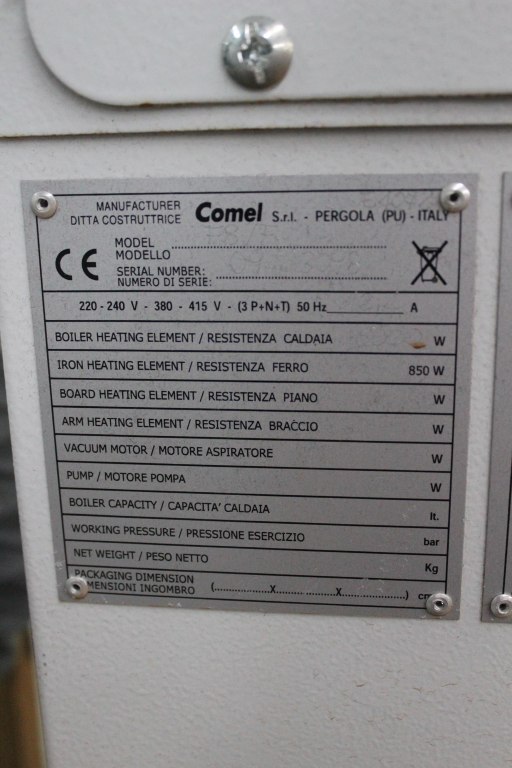 MANUFACTURER
DITTA COSTRUTTRICE Comel S.r.l. - PERGOLA (PU) - ITALY
CE
MODEL
MODELLO
SERIAL NUMBER:
NUMERO DI SERIE:
220 - 240 V - 380 - 415 V - (3 P+N+T) 50 Hz____________ A
BOILER HEATING ELEMENT / RESISTENZA CALDAIA W
IRON HEATING ELEMENT / RESISTENZA FERRO 850 W
BOARD HEATING ELEMENT / RESISTENZA PIANO W
ARM HEATING ELEMENT / RESISTENZA BRACCIO W
VACUUM MOTOR / MOTORE ASPIRATORE W
PUMP / MOTORE POMPA W
BOILER CAPACITY / CAPACITA' CALDAIA lt.
WORKING PRESSURE / PRESSIONE ESERCIZIO bar
NET WEIGHT / PESO NETTO Kg
PACKAGING DIMENSION
DIMENSIONI INGOMBRO (..................x......... ..........x.....................) cm